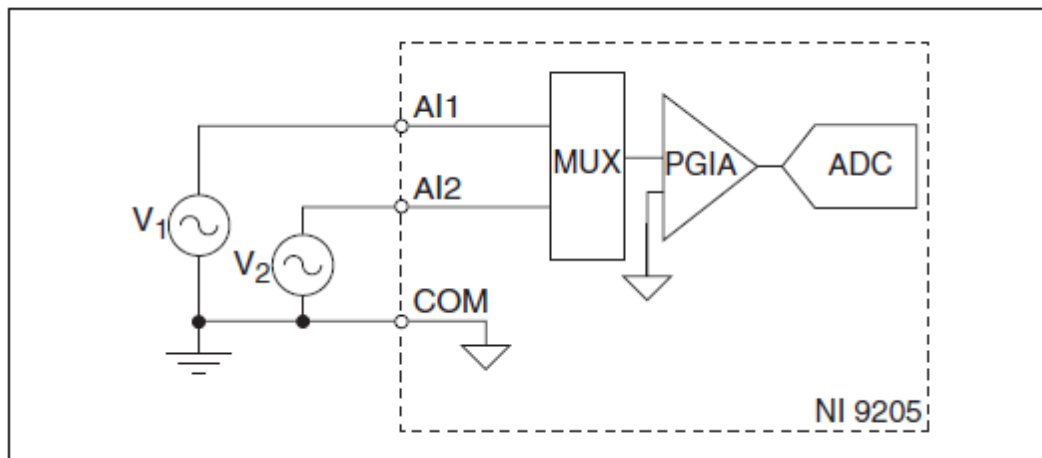 AI1
MUX
PGIA
ADC
AI2
V1
V2
COM
NI 9205